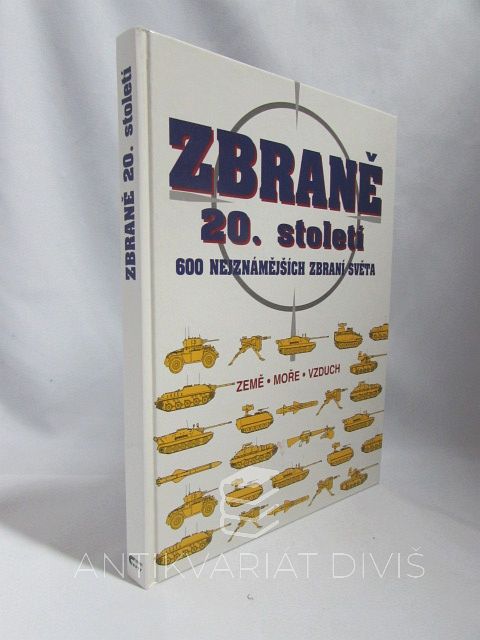 ZBRANĚ 20. století
ZBRANĚ
20. století
600 NEJZNÁMĚJŠÍCH ZBRANÍ SVĚTA
ZEMĚ • MOŘE • VZDUCH
ANTIKVARIÁT DIVIŠ